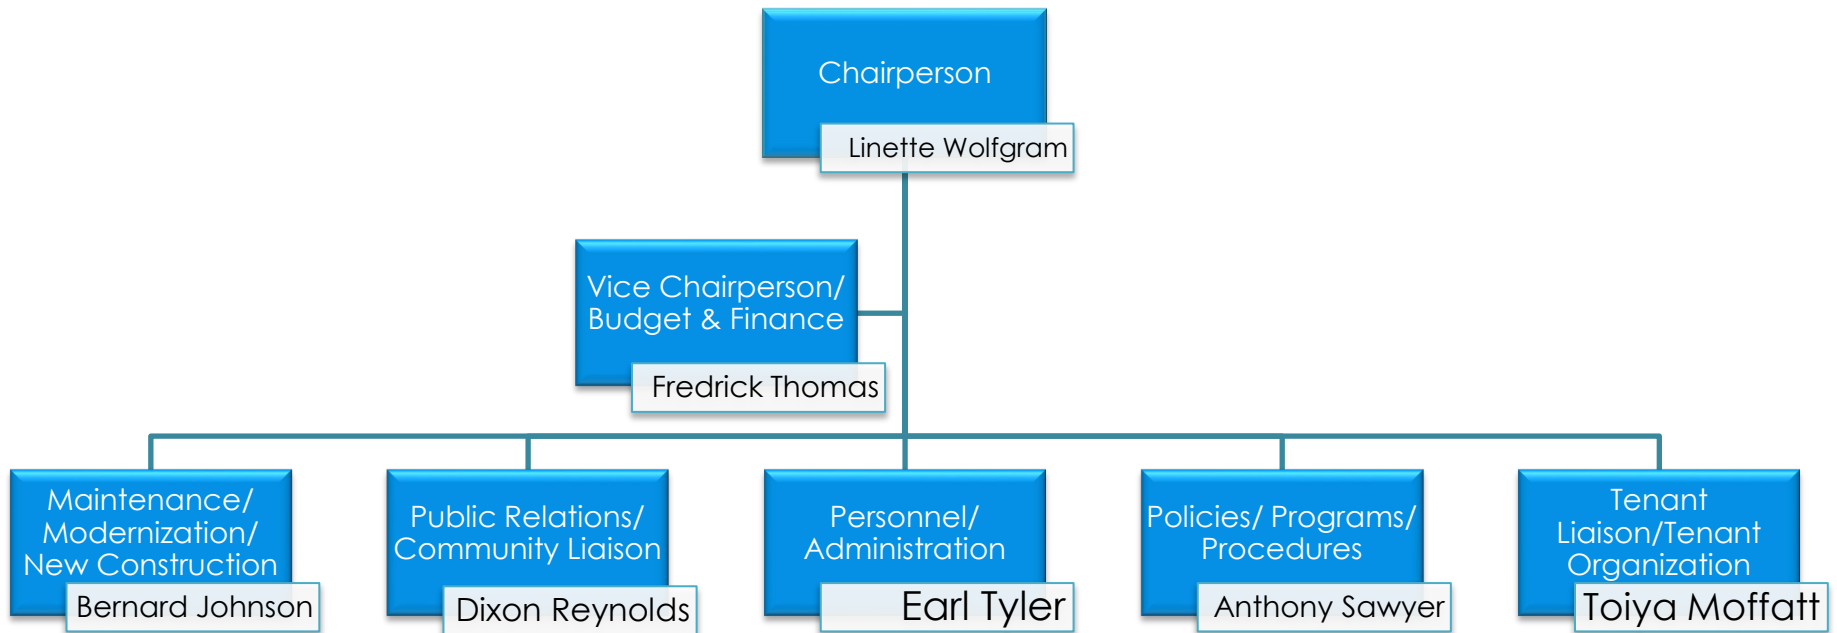 Chairperson
Linette Wolfgram
Vice Chairperson/
Budget & Finance
Fredrick Thomas
Maintenance/
Modernization/
New Construction
Bernard Johnson
Public Relations/
Community Liaison
Dixon Reynolds
Personnel/
Administration
Earl Tyler
Policies/ Programs/
Procedures
Anthony Sawyer
Tenant
Liaison/Tenant
Organization
Toiya Moffatt